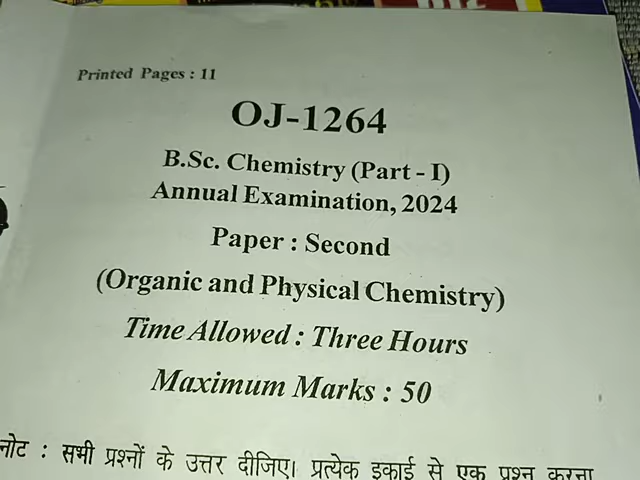 Printed Pages : 11
OJ-1264
B.Sc. Chemistry (Part - I)
Annual Examination, 2024
Paper : Second
(Organic and Physical Chemistry)
Time Allowed : Three Hours
Maximum Marks : 50
नोट : सभी प्रश्नों के उत्तर दीजिए। प्रत्येक इकाई से एक प्रश्न करना